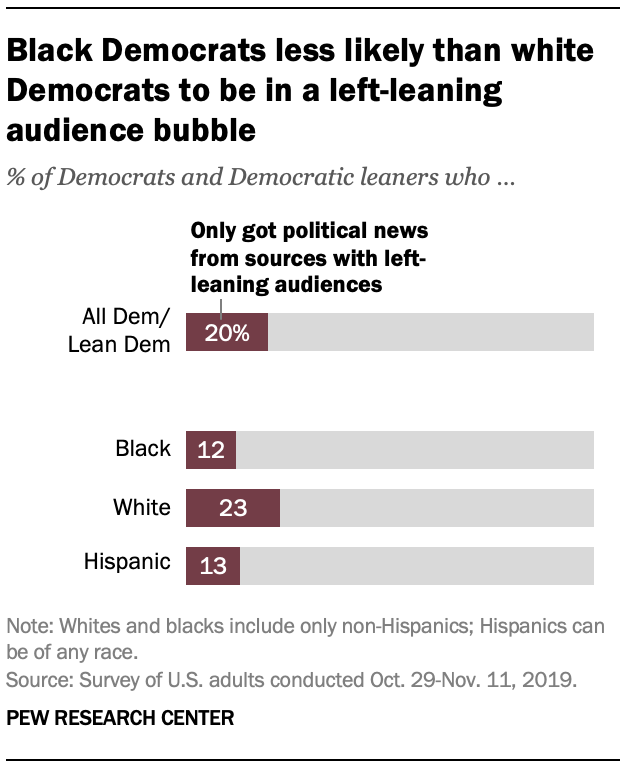 Black Democrats less likely than white
Democrats to be in a left-leaning
audience bubble
% of Democrats and Democratic leaners who ...
Only got political news
from sources with left-
leaning audiences
All Dem/
Lean Dem
20%
Black
12
White
23
Hispanic
13
Note: Whites and blacks include only non-Hispanics; Hispanics can
be of any race.
Source: Survey of U.S. adults conducted Oct. 29-Nov. 11, 2019.
PEW RESEARCH CENTER